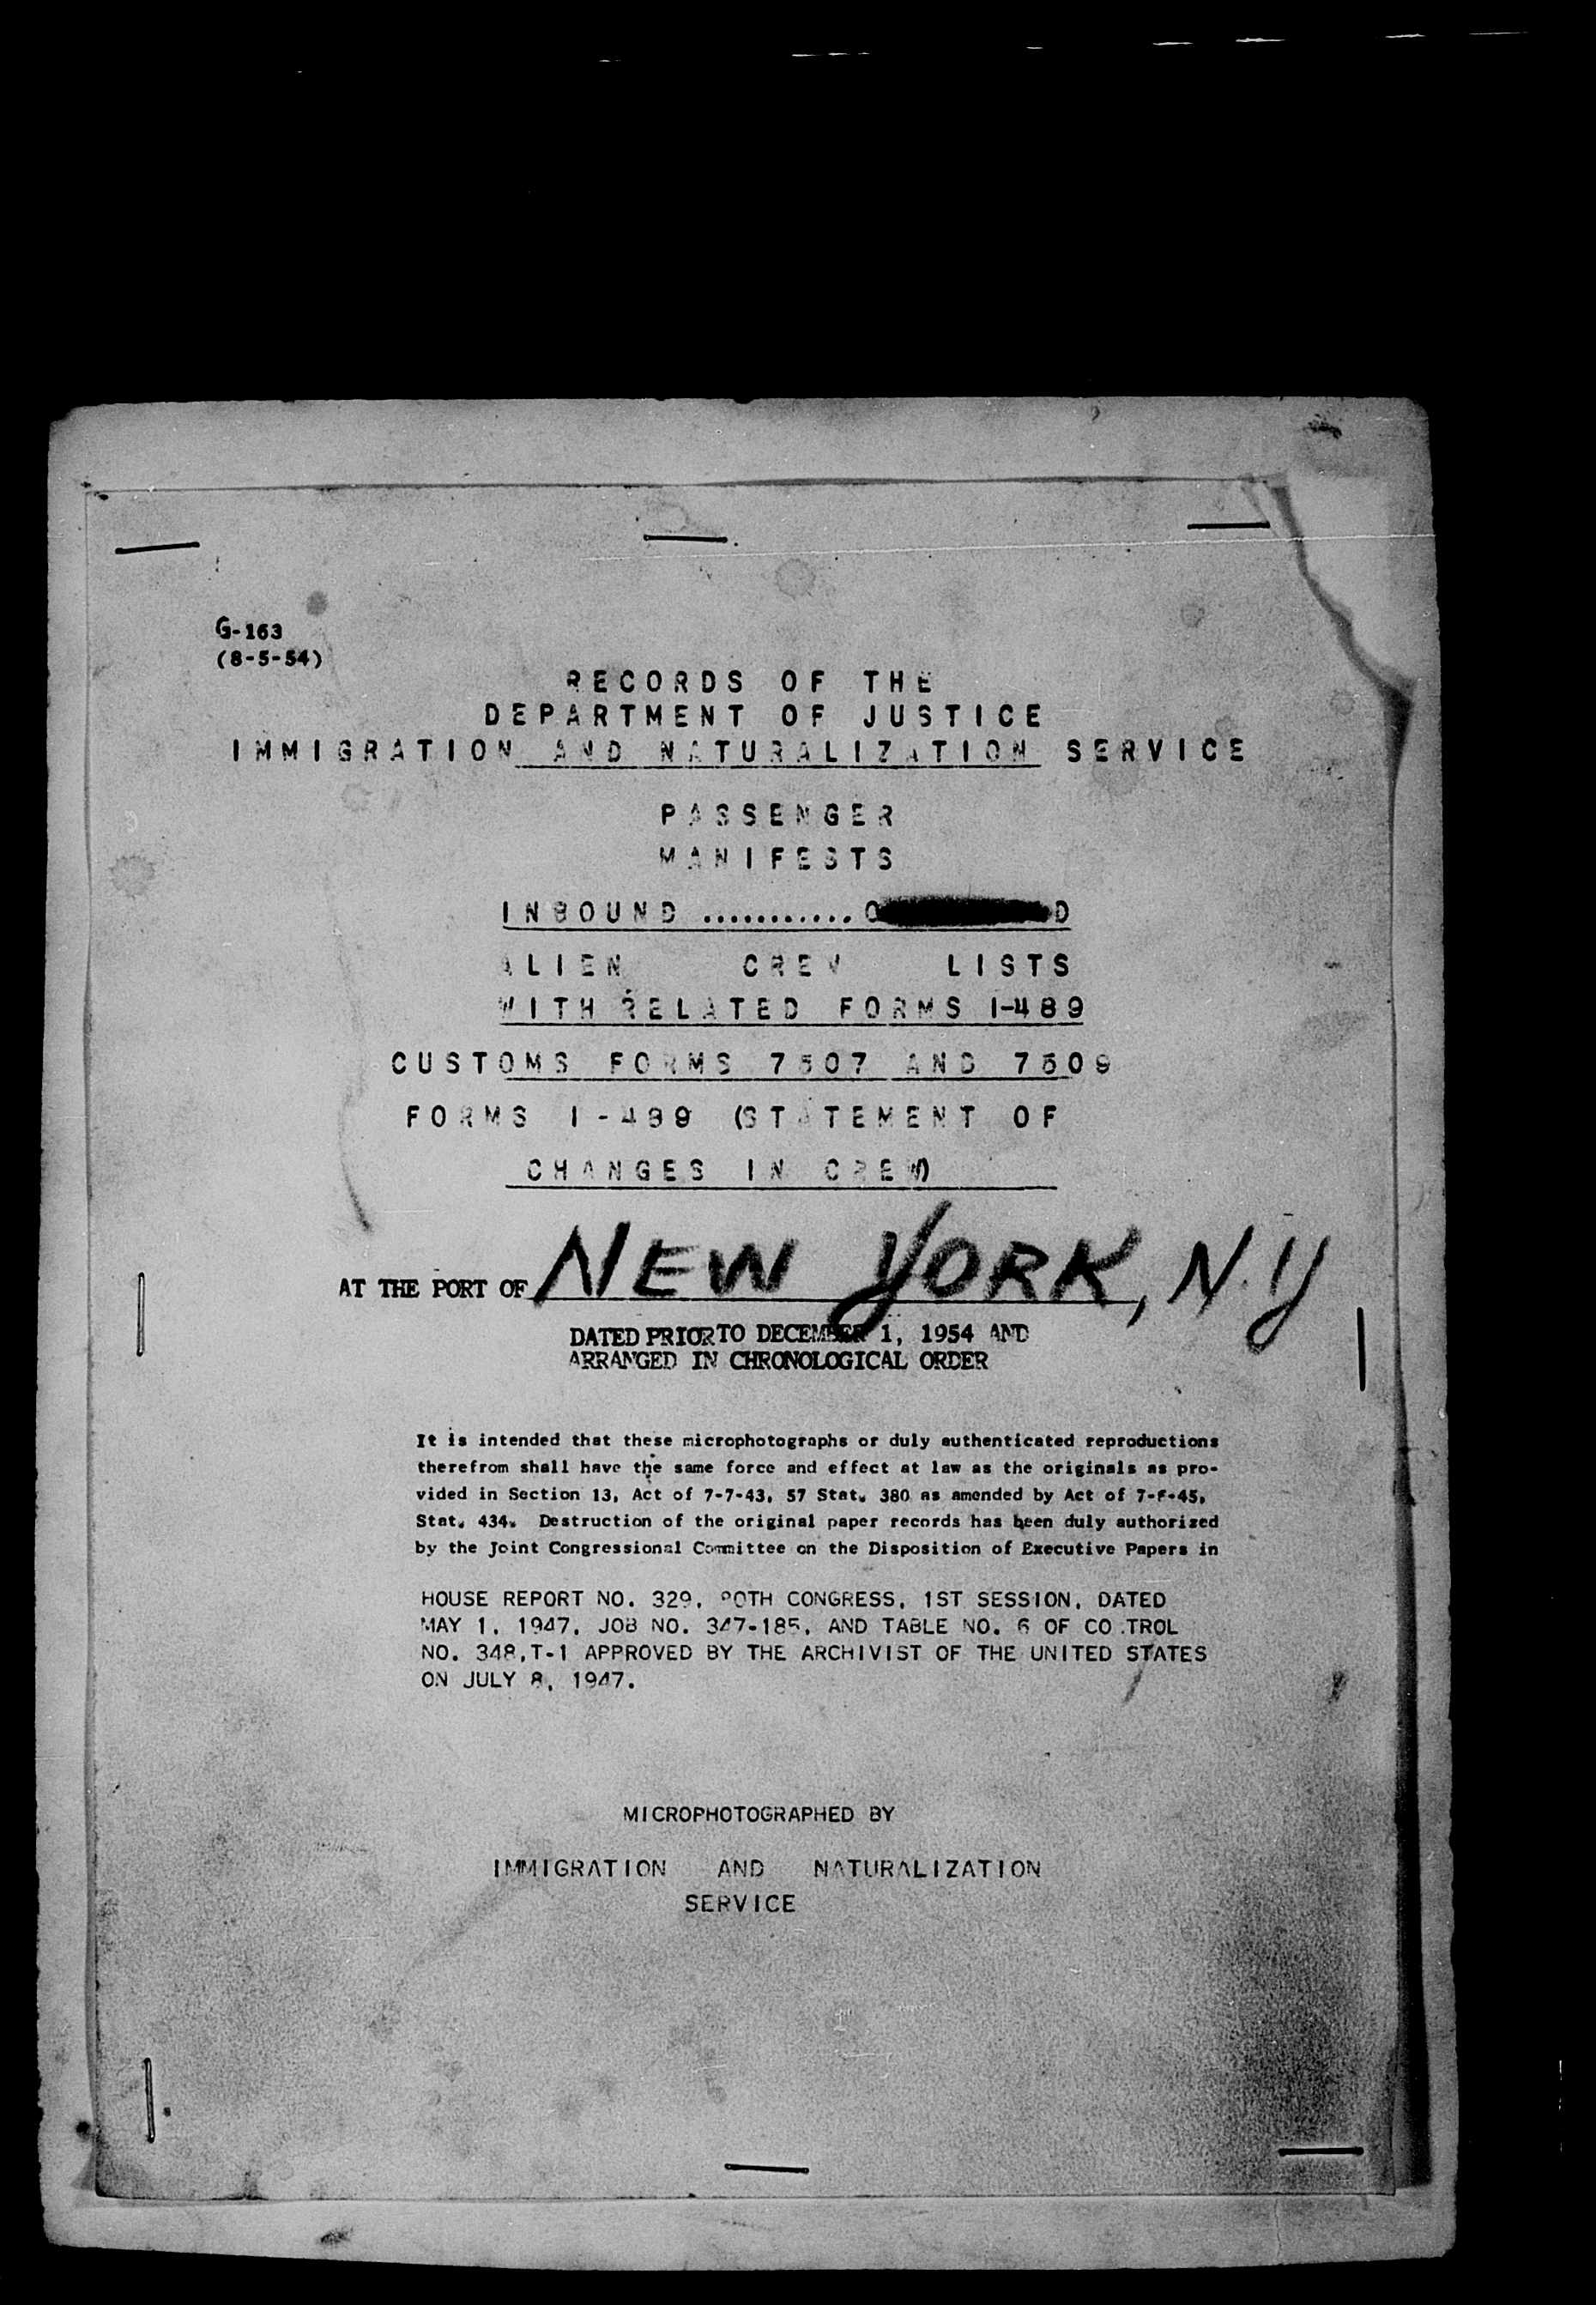 G-163
(8-5-54)
RECORDS OF THE
DEPARTMENT OF JUSTICE
IMMIGRATION AND NATURALIZATION SERVICE
PASSENGER
MANIFESTS
INBOUND ...........O D
ALIEN CREW LISTS
WITH RELATED FORMS I-489
CUSTOMS FORMS 7507 AND 7509
FORMS I-489 (STATEMENT OF
CHANGES IN CREW)
AT THE PORT OF NEW YORK, N.Y
DATED PRIOR TO DECEMBER 1, 1954 AND
ARRANGED IN CHRONOLOGICAL ORDER
It is intended that these microphotographs or duly authenticated reproductions
therefrom shall have the same force and effect at law as the originals as pro-
vided in Section 13, Act of 7-7-43, 57 Stat. 380 as amended by Act of
Stat. 434. Destruction of the original paper records has been duly authorized
by the Joint Congressional Committee on the Disposition of Executive Papers in
HOUSE REPORT NO. 329, 80TH CONGRESS, 1ST SESSION, DATED
MAY 1, 1947, JOB NO. 347-185, AND TABLE NO. 6 OF CO TROL
NO. 348,T-1 APPROVED BY THE ARCHIVIST OF THE UNITED STATES
ON JULY 8, 1947.
MICROPHOTOGRAPHED BY
IMMIGRATION AND NATURALIZATION
SERVICE